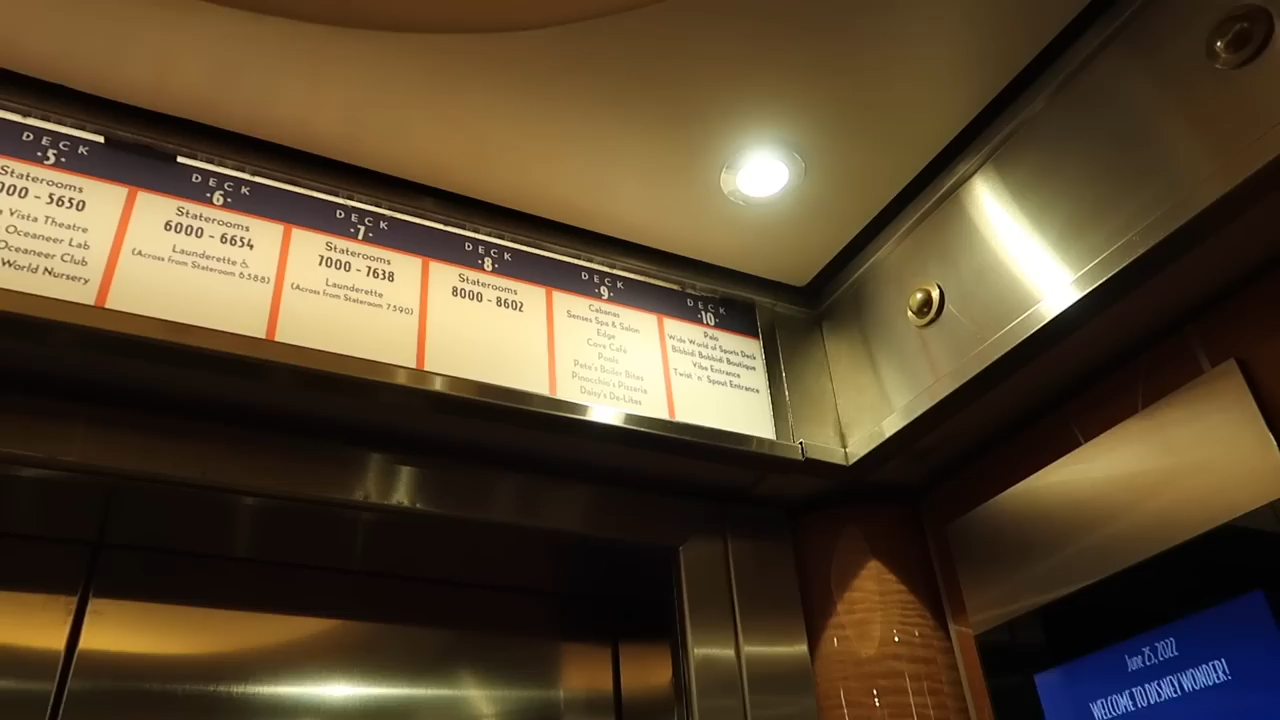 DECK
·5·
Staterooms
000 - 5650
Vista Theatre
Oceaneer Lab
Oceaneer Club
World Nursery
DECK
·6·
Staterooms
6000 - 6654
Launderette ♿
(Across from Stateroom 6588)
DECK
·7·
Staterooms
7000 - 7638
Launderette
(Across from Stateroom 7590)
DECK
·8·
Staterooms
8000 - 8602
DECK
·9·
Cabanas
Senses Spa & Salon
Edge
Cove Café
Pools
Pete's Boiler Bites
Pinocchio's Pizzeria
Daisy's De-Lites
DECK
·10·
Palo
Wide World of Sports Deck
Bibbidi Bobbidi Boutique
Vibe Entrance
Twist 'n' Spout Entrance
June 25, 2022
WELCOME TO DISNEY WONDER!